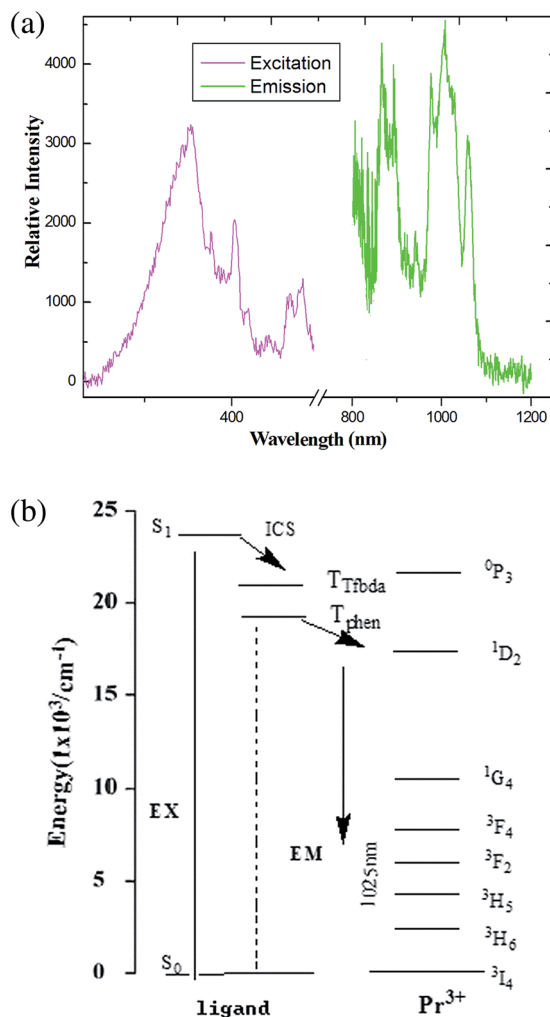 (a)
Excitation
Emission
4000
3000
2000
1000
0
Relative Intensity
400
800
1000
1200
Wavelength (nm)
(b)
25
20
15
10
5
0
Energy(1x10³/cm⁻¹)
S₁
ICS
T_Tfbda
T_phen
EX
EM
1025nm
S₀
ligand
⁰P₃
¹D₂
¹G₄
³F₄
³F₂
³H₅
³H₆
³I₄
Pr³⁺